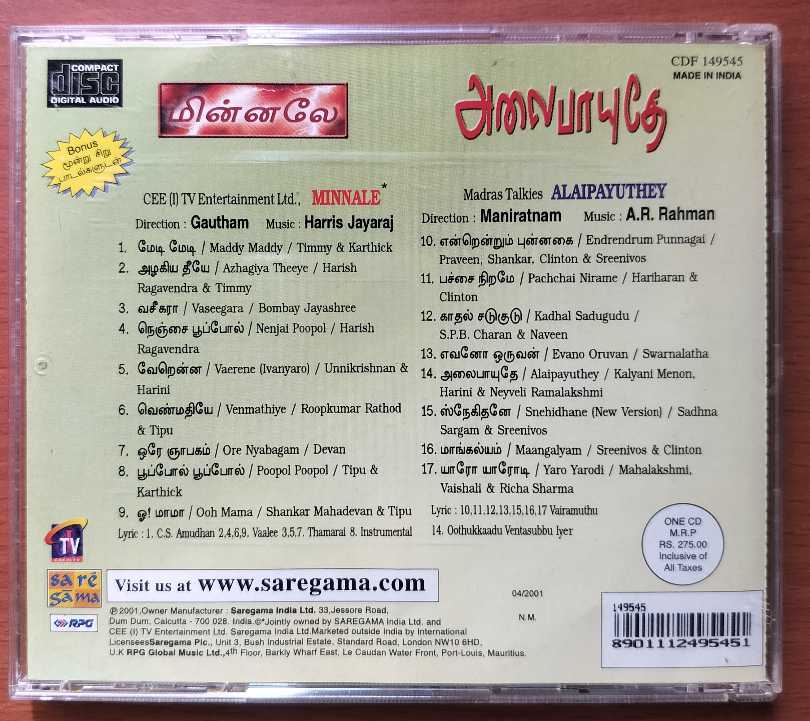 COMPACT
disc
DIGITAL AUDIO
மின்னலே
அலைபாயுதே
CDF 149545
MADE IN INDIA
Bonus
மூன்று சிறு
பாடல்களுடன்
CEE (I) TV Entertainment Ltd., MINNALE*
Direction : Gautham Music : Harris Jayaraj
1. மேடி மேடி / Maddy Maddy / Timmy & Karthick
2. அழகிய தீயே / Azhagiya Theeye / Harish
Ragavendra & Timmy
3. வசீகரா / Vaseegara / Bombay Jayashree
4. நெஞ்சை பூப்போல் / Nenjai Poopol / Harish
Ragavendra
5. வேறென்ன / Vaerene (Ivanyaro) / Unnikrishnan &
Harini
6. வெண்மதியே / Venmathiye / Roopkumar Rathod
& Tipu
7. ஒரே ஞாபகம் / Ore Nyabagam / Devan
8. பூப்போல் பூப்போல் / Poopol Poopol / Tipu &
Karthick
9. ஓ! மாமா / Ooh Mama / Shankar Mahadevan & Tipu
Lyric : 1. C.S. Amudhan 2,4,6,9. Vaalee 3,5,7. Thamarai 8. Instrumental
Madras Talkies ALAIPAYUTHEY
Direction : Maniratnam Music : A.R. Rahman
10. என்றென்றும் புன்னகை / Endrendrum Punnagai /
Praveen, Shankar, Clinton & Sreenivos
11. பச்சை நிறமே / Pachchai Nirame / Hariharan &
Clinton
12. காதல் சடுகுடு / Kadhal Sadugudu /
S.P.B. Charan & Naveen
13. எவனோ ஒருவன் / Evano Oruvan / Swarnalatha
14. அலைபாயுதே / Alaipayuthey / Kalyani Menon,
Harini & Neyveli Ramalakshmi
15. ஸ்நேகிதனே / Snehidhane (New Version) / Sadhna
Sargam & Sreenivos
16. மாங்கல்யம் / Maangalyam / Sreenivos & Clinton
17. யாரோ யாரோடி / Yaro Yarodi / Mahalakshmi,
Vaishali & Richa Sharma
Lyric : 10,11,12,13,15,16,17 Vairamuthu
14. Oothukkaadu Ventasubbu Iyer
ONE CD
M.R.P
RS. 275.00
Inclusive of
All Taxes
TV
sa re
ga ma
RPG
Visit us at www.saregama.com
04/2001
N.M.
℗ 2001,Owner Manufacturer : Saregama India Ltd. 33,Jessore Road,
Dum Dum, Calcutta - 700 028. India.©*Jointly owned by SAREGAMA India Ltd. and
CEE (I) TV Entertainment Ltd. Saregama India Ltd.Marketed outside India by International
LicenseesSaregama Plc., Unit 3, Bush Industrial Estate, Standard Road, London NW10 6HD,
U.K RPG Global Music Ltd.,4th Floor, Barkly Wharf East, Le Caudan Water Front, Port-Louis, Mauritius.
149545
8901112495451